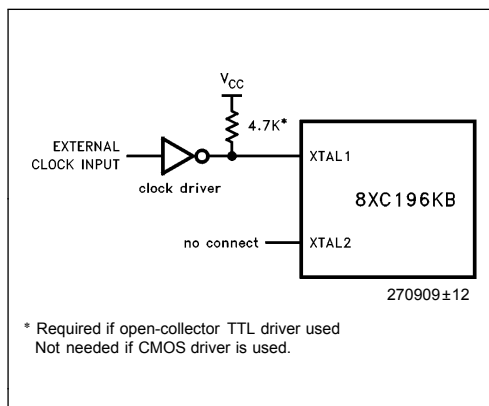 VCC
4.7K*
EXTERNAL
CLOCK INPUT
XTAL1
clock driver
8XC196KB
no connect
XTAL2
270909±12
* Required if open-collector TTL driver used
Not needed if CMOS driver is used.